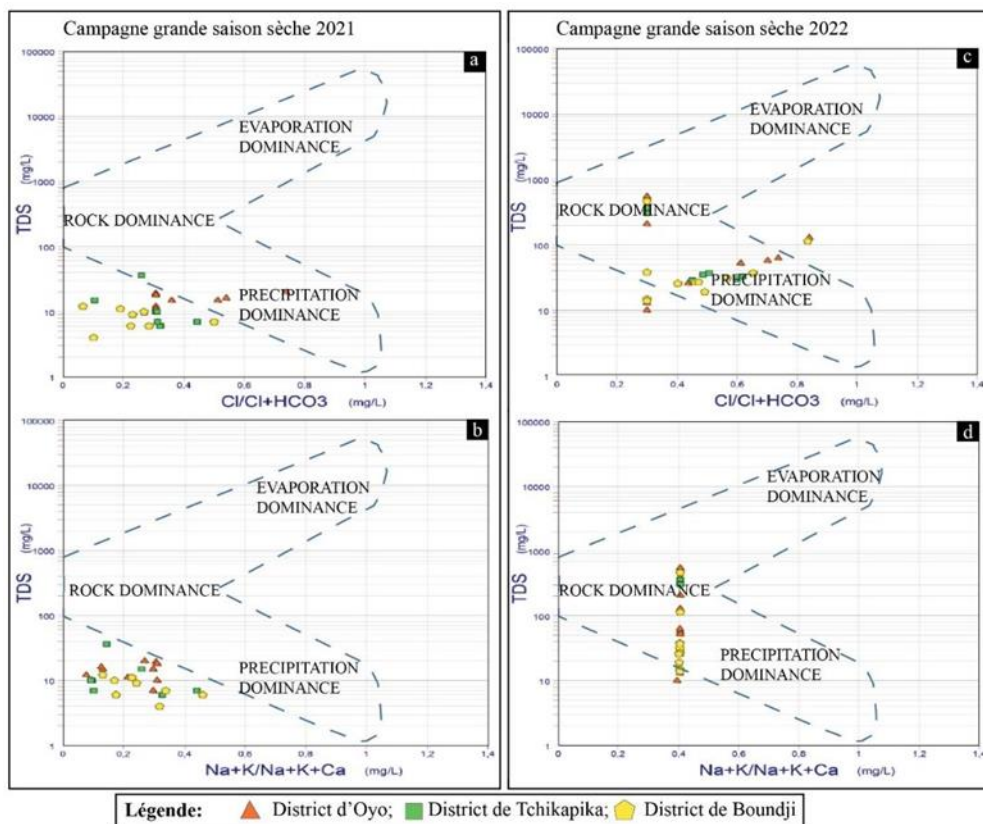 Campagne grande saison sèche 2021
a
100000
10000
1000
100
10
1
TDS (mg/L)
EVAPORATION
DOMINANCE
ROCK DOMINANCE
PRECIPITATION
DOMINANCE
0 0,2 0,4 0,6 0,8 1 1,2 1,4
Cl/Cl+HCO3 (mg/L)
b
100000
10000
1000
100
10
1
TDS (mg/L)
EVAPORATION
DOMINANCE
ROCK DOMINANCE
PRECIPITATION
DOMINANCE
0 0,2 0,4 0,6 0,8 1 1,2 1,4
Na+K/Na+K+Ca (mg/L)
Campagne grande saison sèche 2022
c
100000
10000
1000
100
10
1
TDS (mg/L)
EVAPORATION
DOMINANCE
ROCK DOMINANCE
PRECIPITATION
DOMINANCE
0 0,2 0,4 0,6 0,8 1 1,2 1,4
Cl/Cl+HCO3 (mg/L)
d
100000
10000
1000
100
10
1
TDS (mg/L)
EVAPORATION
DOMINANCE
ROCK DOMINANCE
PRECIPITATION
DOMINANCE
0 0,2 0,4 0,6 0,8 1 1,2 1,4
Na+K/Na+K+Ca (mg/L)
Légende: District d'Oyo; District de Tchikapika; District de Boundji